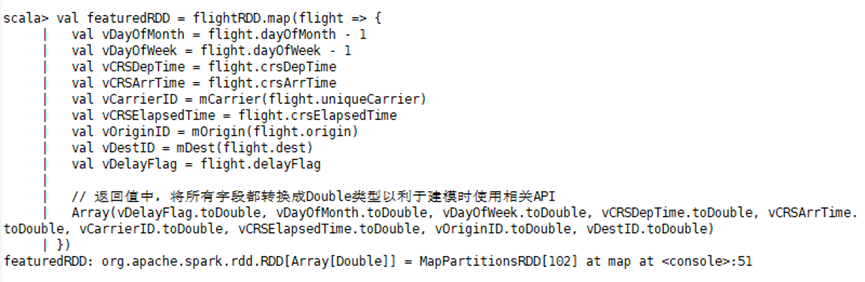 scala> val featuredRDD = flightRDD.map(flight => {
     |   val vDayOfMonth = flight.dayOfMonth - 1
     |   val vDayOfWeek = flight.dayOfWeek - 1
     |   val vCRSDepTime = flight.crsDepTime
     |   val vCRSArrTime = flight.crsArrTime
     |   val vCarrierID = mCarrier(flight.uniqueCarrier)
     |   val vCRSElapsedTime = flight.crsElapsedTime
     |   val vOriginID = mOrigin(flight.origin)
     |   val vDestID = mDest(flight.dest)
     |   val vDelayFlag = flight.delayFlag
     |
     |   // 返回值中，将所有字段都转换成Double类型以利于建模时使用相关API
     |   Array(vDelayFlag.toDouble, vDayOfMonth.toDouble, vDayOfWeek.toDouble, vCRSDepTime.toDouble, vCRSArrTime.
toDouble, vCarrierID.toDouble, vCRSElapsedTime.toDouble, vOriginID.toDouble, vDestID.toDouble)
     | })
featuredRDD: org.apache.spark.rdd.RDD[Array[Double]] = MapPartitionsRDD[102] at map at <console>:51